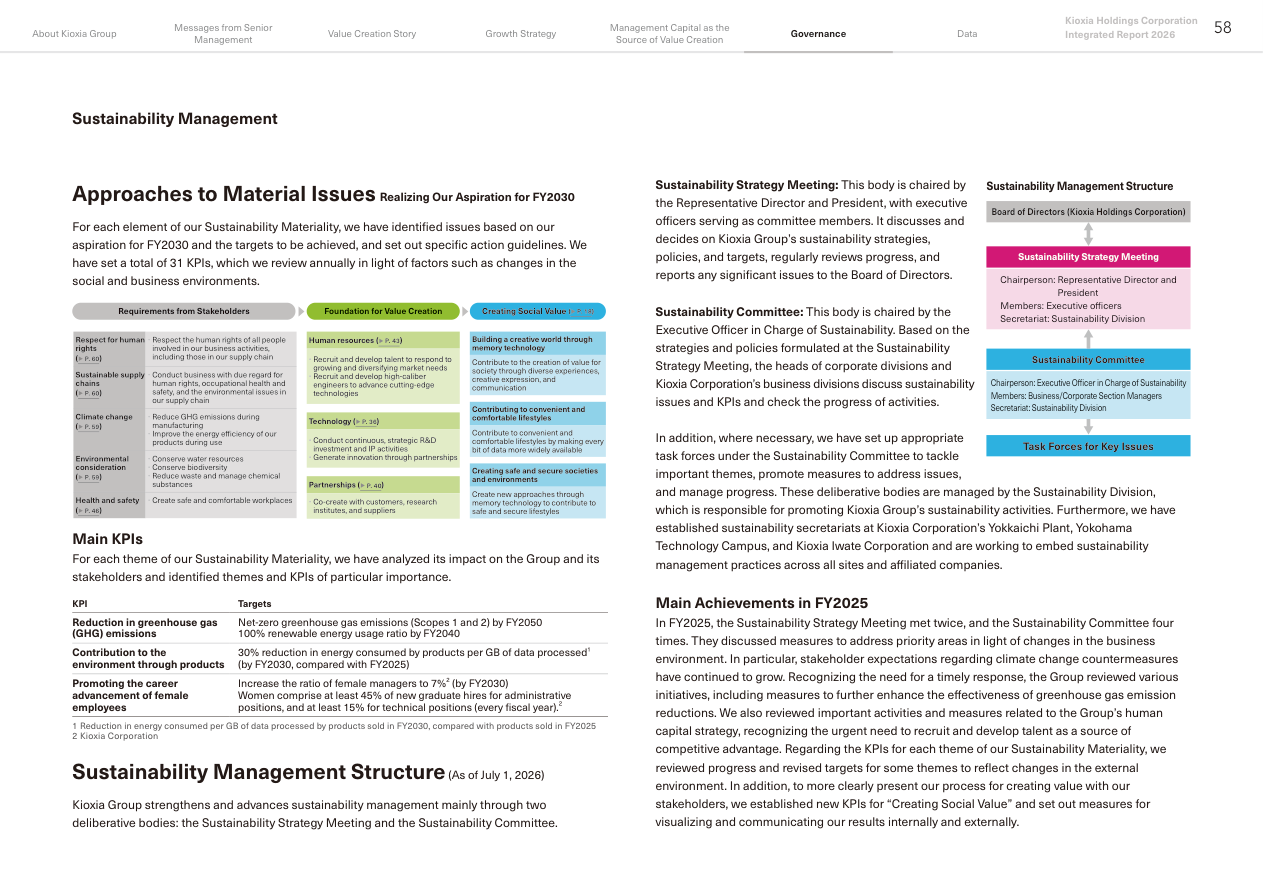 About Kioxia Group
Messages from Senior
Management
Value Creation Story
Growth Strategy
Management Capital as the
Source of Value Creation
Governance
Data
Kioxia Holdings Corporation
Integrated Report 2026
58
Sustainability Management
Approaches to Material Issues Realizing Our Aspiration for FY2030
For each element of our Sustainability Materiality, we have identified issues based on our
aspiration for FY2030 and the targets to be achieved, and set out specific action guidelines. We
have set a total of 31 KPIs, which we review annually in light of factors such as changes in the
social and business environments.
Requirements from Stakeholders
Respect for human
rights
(▶ P. 60)
· Respect the human rights of all people
involved in our business activities,
including those in our supply chain
Sustainable supply
chains
(▶ P. 60)
· Conduct business with due regard for
human rights, occupational health and
safety, and the environmental issues in
our supply chain
Climate change
(▶ P. 59)
· Reduce GHG emissions during
manufacturing
· Improve the energy efficiency of our
products during use
Environmental
consideration
(▶ P. 59)
· Conserve water resources
· Conserve biodiversity
· Reduce waste and manage chemical
substances
Health and safety
(▶ P. 46)
· Create safe and comfortable workplaces
Foundation for Value Creation
Human resources (▶ P. 43)
· Recruit and develop talent to respond to
growing and diversifying market needs
· Recruit and develop high-caliber
engineers to advance cutting-edge
technologies
Technology (▶ P. 36)
· Conduct continuous, strategic R&D
investment and IP activities
· Generate innovation through partnerships
Partnerships (▶ P. 40)
· Co-create with customers, research
institutes, and suppliers
Creating Social Value
Building a creative world through
memory technology
Contribute to the creation of value for
society through diverse experiences,
creative expression, and
communication
Contributing to convenient and
comfortable lifestyles
Contribute to convenient and
comfortable lifestyles by making every
bit of data more widely available
Creating safe and secure societies
and environments
Create new approaches through
memory technology to contribute to
safe and secure lifestyles
Main KPIs
For each theme of our Sustainability Materiality, we have analyzed its impact on the Group and its
stakeholders and identified themes and KPIs of particular importance.
KPI Targets
Reduction in greenhouse gas
(GHG) emissions
Net-zero greenhouse gas emissions (Scopes 1 and 2) by FY2050
100% renewable energy usage ratio by FY2040
Contribution to the
environment through products
30% reduction in energy consumed by products per GB of data processed1
(by FY2030, compared with FY2025)
Promoting the career
advancement of female
employees
Increase the ratio of female managers to 7%2 (by FY2030)
Women comprise at least 45% of new graduate hires for administrative
positions, and at least 15% for technical positions (every fiscal year).2
1 Reduction in energy consumed per GB of data processed by products sold in FY2030, compared with products sold in FY2025
2 Kioxia Corporation
Sustainability Management Structure (As of July 1, 2026)
Kioxia Group strengthens and advances sustainability management mainly through two
deliberative bodies: the Sustainability Strategy Meeting and the Sustainability Committee.
Sustainability Strategy Meeting: This body is chaired by
the Representative Director and President, with executive
officers serving as committee members. It discusses and
decides on Kioxia Group's sustainability strategies,
policies, and targets, regularly reviews progress, and
reports any significant issues to the Board of Directors.
Sustainability Committee: This body is chaired by the
Executive Officer in Charge of Sustainability. Based on the
strategies and policies formulated at the Sustainability
Strategy Meeting, the heads of corporate divisions and
Kioxia Corporation's business divisions discuss sustainability
issues and KPIs and check the progress of activities.
In addition, where necessary, we have set up appropriate
task forces under the Sustainability Committee to tackle
important themes, promote measures to address issues,
and manage progress. These deliberative bodies are managed by the Sustainability Division,
which is responsible for promoting Kioxia Group's sustainability activities. Furthermore, we have
established sustainability secretariats at Kioxia Corporation's Yokkaichi Plant, Yokohama
Technology Campus, and Kioxia Iwate Corporation and are working to embed sustainability
management practices across all sites and affiliated companies.
Sustainability Management Structure
Board of Directors (Kioxia Holdings Corporation)
Sustainability Strategy Meeting
Chairperson: Representative Director and
President
Members: Executive officers
Secretariat: Sustainability Division
Sustainability Committee
Chairperson: Executive Officer in Charge of Sustainability
Members: Business/Corporate Section Managers
Secretariat: Sustainability Division
Task Forces for Key Issues
Main Achievements in FY2025
In FY2025, the Sustainability Strategy Meeting met twice, and the Sustainability Committee four
times. They discussed measures to address priority areas in light of changes in the business
environment. In particular, stakeholder expectations regarding climate change countermeasures
have continued to grow. Recognizing the need for a timely response, the Group reviewed various
initiatives, including measures to further enhance the effectiveness of greenhouse gas emission
reductions. We also reviewed important activities and measures related to the Group's human
capital strategy, recognizing the urgent need to recruit and develop talent as a source of
competitive advantage. Regarding the KPIs for each theme of our Sustainability Materiality, we
reviewed progress and revised targets for some themes to reflect changes in the external
environment. In addition, to more clearly present our process for creating value with our
stakeholders, we established new KPIs for “Creating Social Value” and set out measures for
visualizing and communicating our results internally and externally.